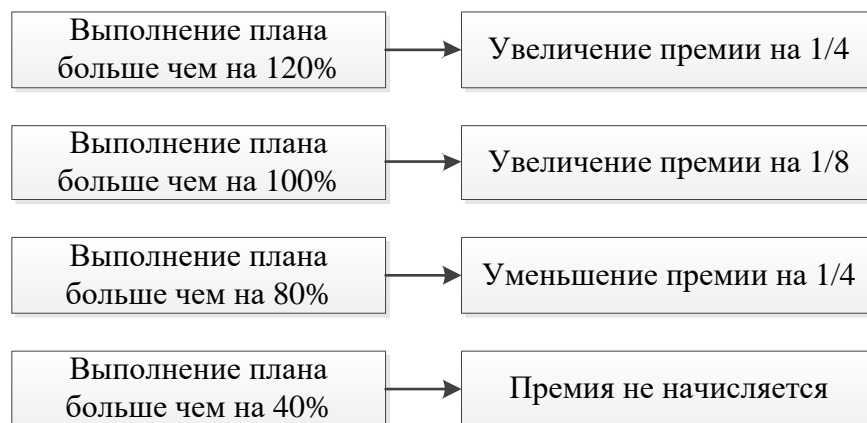 Выполнение плана
больше чем на 120%
Увеличение премии на 1/4
Выполнение плана
больше чем на 100%
Увеличение премии на 1/8
Выполнение плана
больше чем на 80%
Уменьшение премии на 1/4
Выполнение плана
больше чем на 40%
Премия не начисляется